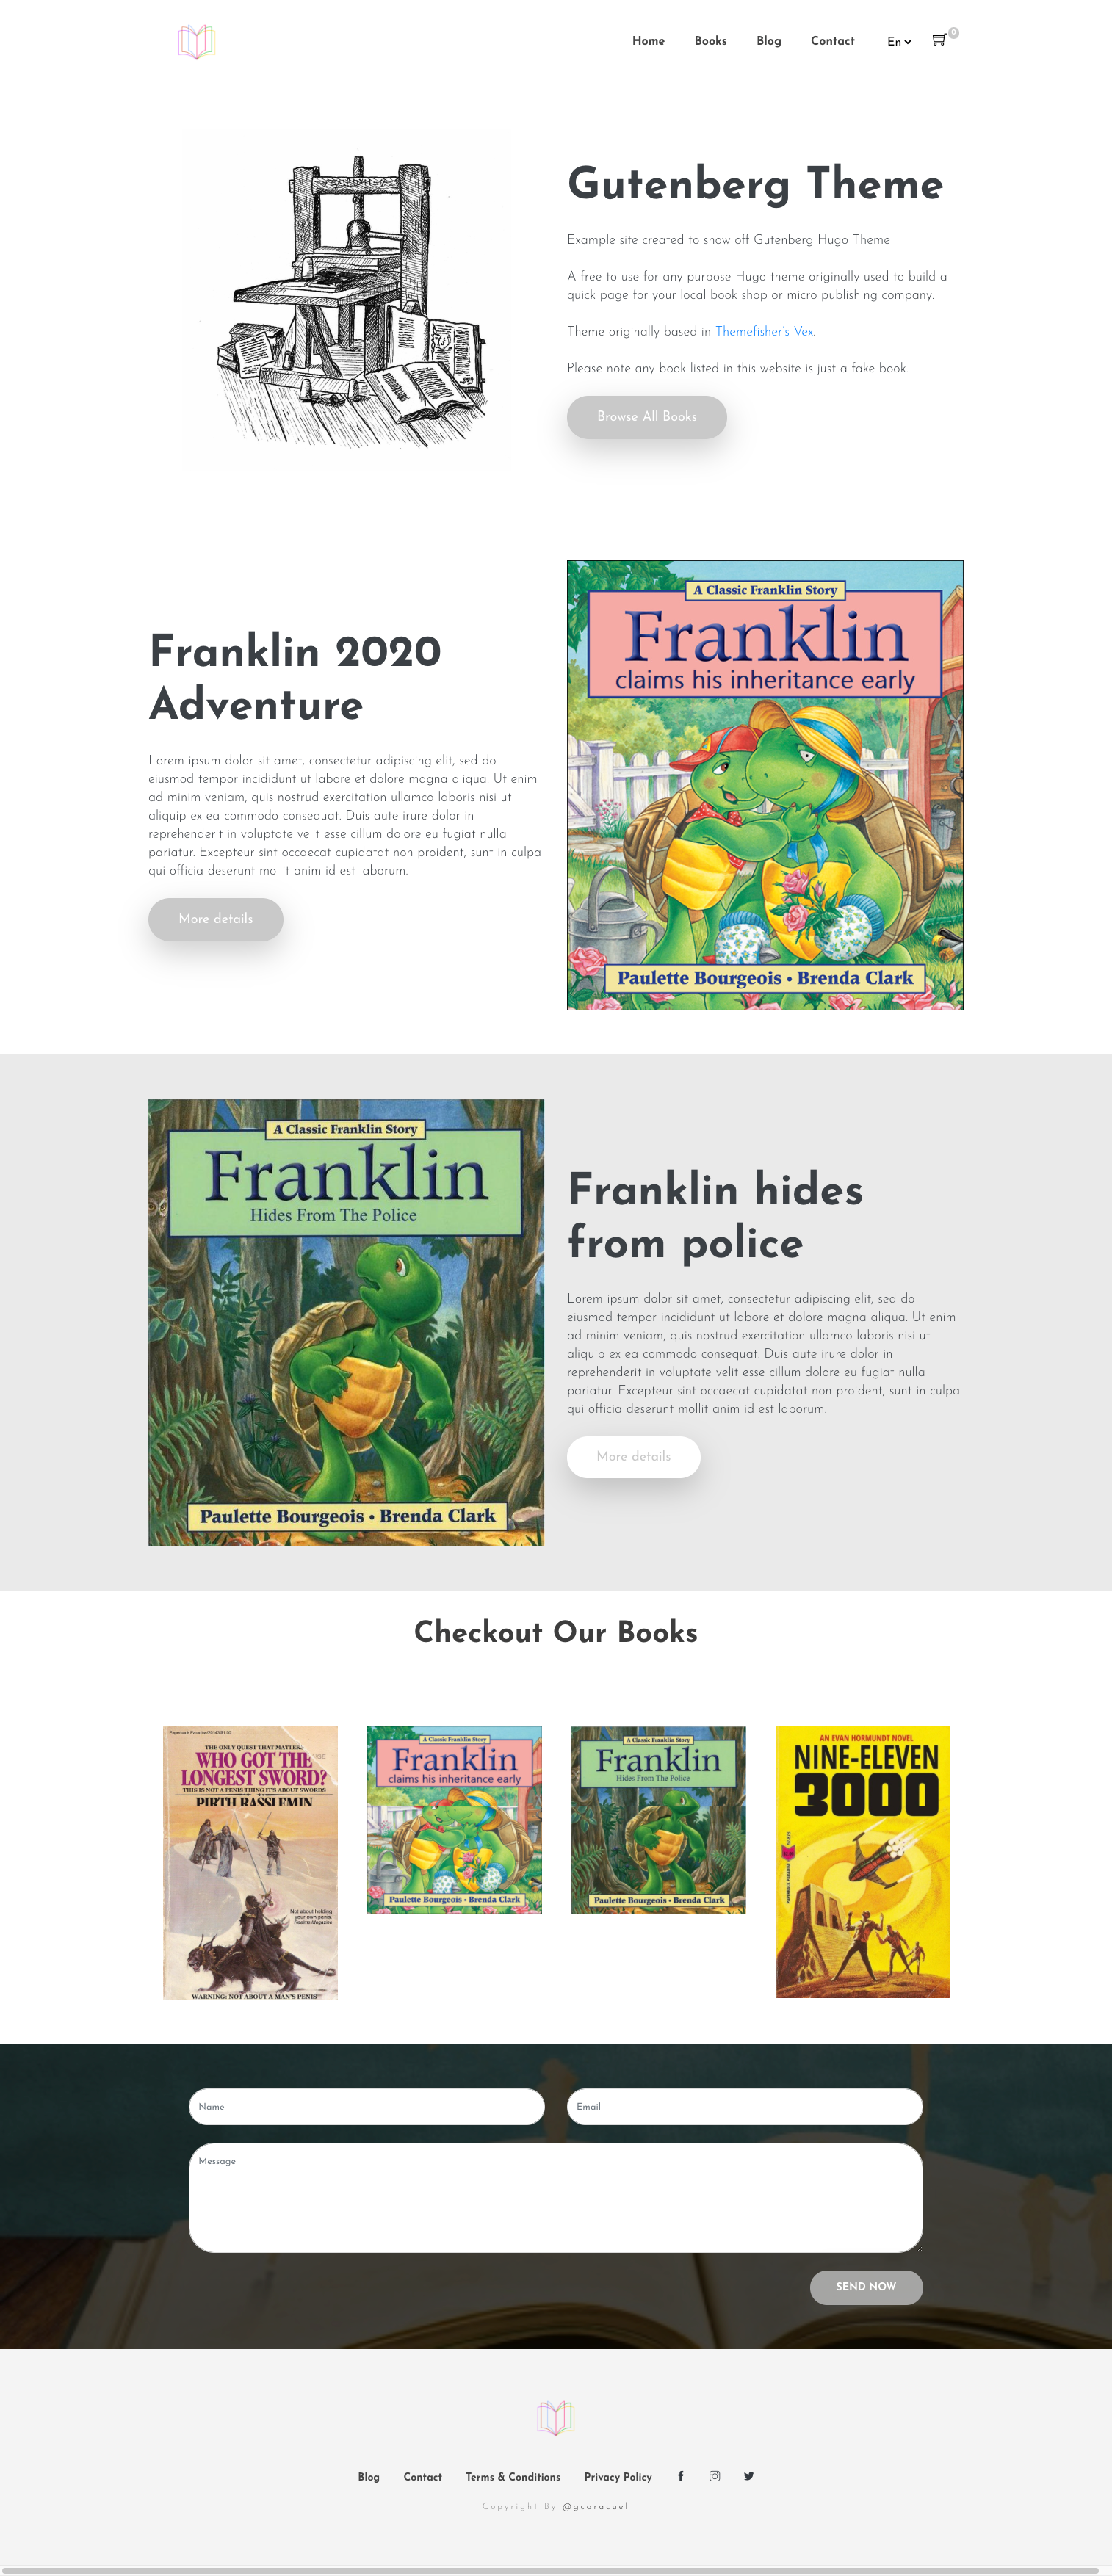 Home Books Blog Contact En 0
Gutenberg Theme
Example site created to show off Gutenberg Hugo Theme
A free to use for any purpose Hugo theme originally used to build a
quick page for your local book shop or micro publishing company.
Theme originally based in Themefisher's Vex.
Please note any book listed in this website is just a fake book.
Browse All Books
Franklin 2020
Adventure
Lorem ipsum dolor sit amet, consectetur adipiscing elit, sed do
eiusmod tempor incididunt ut labore et dolore magna aliqua. Ut enim
ad minim veniam, quis nostrud exercitation ullamco laboris nisi ut
aliquip ex ea commodo consequat. Duis aute irure dolor in
reprehenderit in voluptate velit esse cillum dolore eu fugiat nulla
pariatur. Excepteur sint occaecat cupidatat non proident, sunt in culpa
qui officia deserunt mollit anim id est laborum.
More details
A Classic Franklin Story
Franklin
claims his inheritance early
Paulette Bourgeois • Brenda Clark
A Classic Franklin Story
Franklin
Hides From The Police
Paulette Bourgeois • Brenda Clark
Franklin hides
from police
Lorem ipsum dolor sit amet, consectetur adipiscing elit, sed do
eiusmod tempor incididunt ut labore et dolore magna aliqua. Ut enim
ad minim veniam, quis nostrud exercitation ullamco laboris nisi ut
aliquip ex ea commodo consequat. Duis aute irure dolor in
reprehenderit in voluptate velit esse cillum dolore eu fugiat nulla
pariatur. Excepteur sint occaecat cupidatat non proident, sunt in culpa
qui officia deserunt mollit anim id est laborum.
More details
Checkout Our Books
THE ONLY QUEST THAT MATTERS
WHO GOT THE
LONGEST SWORD?
THIS IS NOT A PENIS THING IT'S ABOUT SWORDS
Not about holding
your own penis
Realms Magazine
WARNING: NOT ABOUT A MAN'S PENIS
A Classic Franklin Story
Franklin
claims his inheritance early
Paulette Bourgeois • Brenda Clark
A Classic Franklin Story
Franklin
Hides From The Police
Paulette Bourgeois • Brenda Clark
AN EVAN HORMUNDT NOVEL
NINE-ELEVEN
3000
PAPERBACK PARADISE
Name
Email
Message
SEND NOW
Blog Contact Terms & Conditions Privacy Policy
Copyright By @gcaracuel